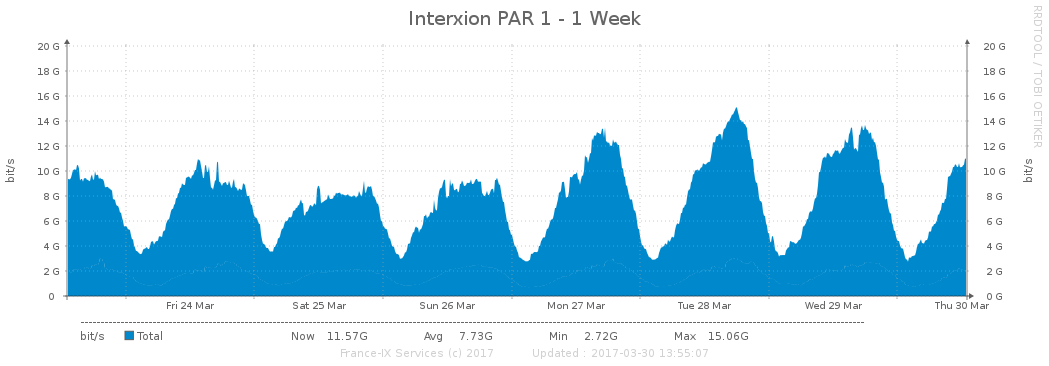 Interxion PAR 1 - 1 Week
RRDTOOL / TOBI OETIKER
bit/s
bit/s
20 G 20 G
18 G 18 G
16 G 16 G
14 G 14 G
12 G 12 G
10 G 10 G
8 G 8 G
6 G 6 G
4 G 4 G
2 G 2 G
0 0 G
Fri 24 Mar Sat 25 Mar Sun 26 Mar Mon 27 Mar Tue 28 Mar Wed 29 Mar Thu 30 Mar
bit/s Total Now 11.57G Avg 7.73G Min 2.72G Max 15.06G
France-IX Services (c) 2017 Updated : 2017-03-30 13:55:07